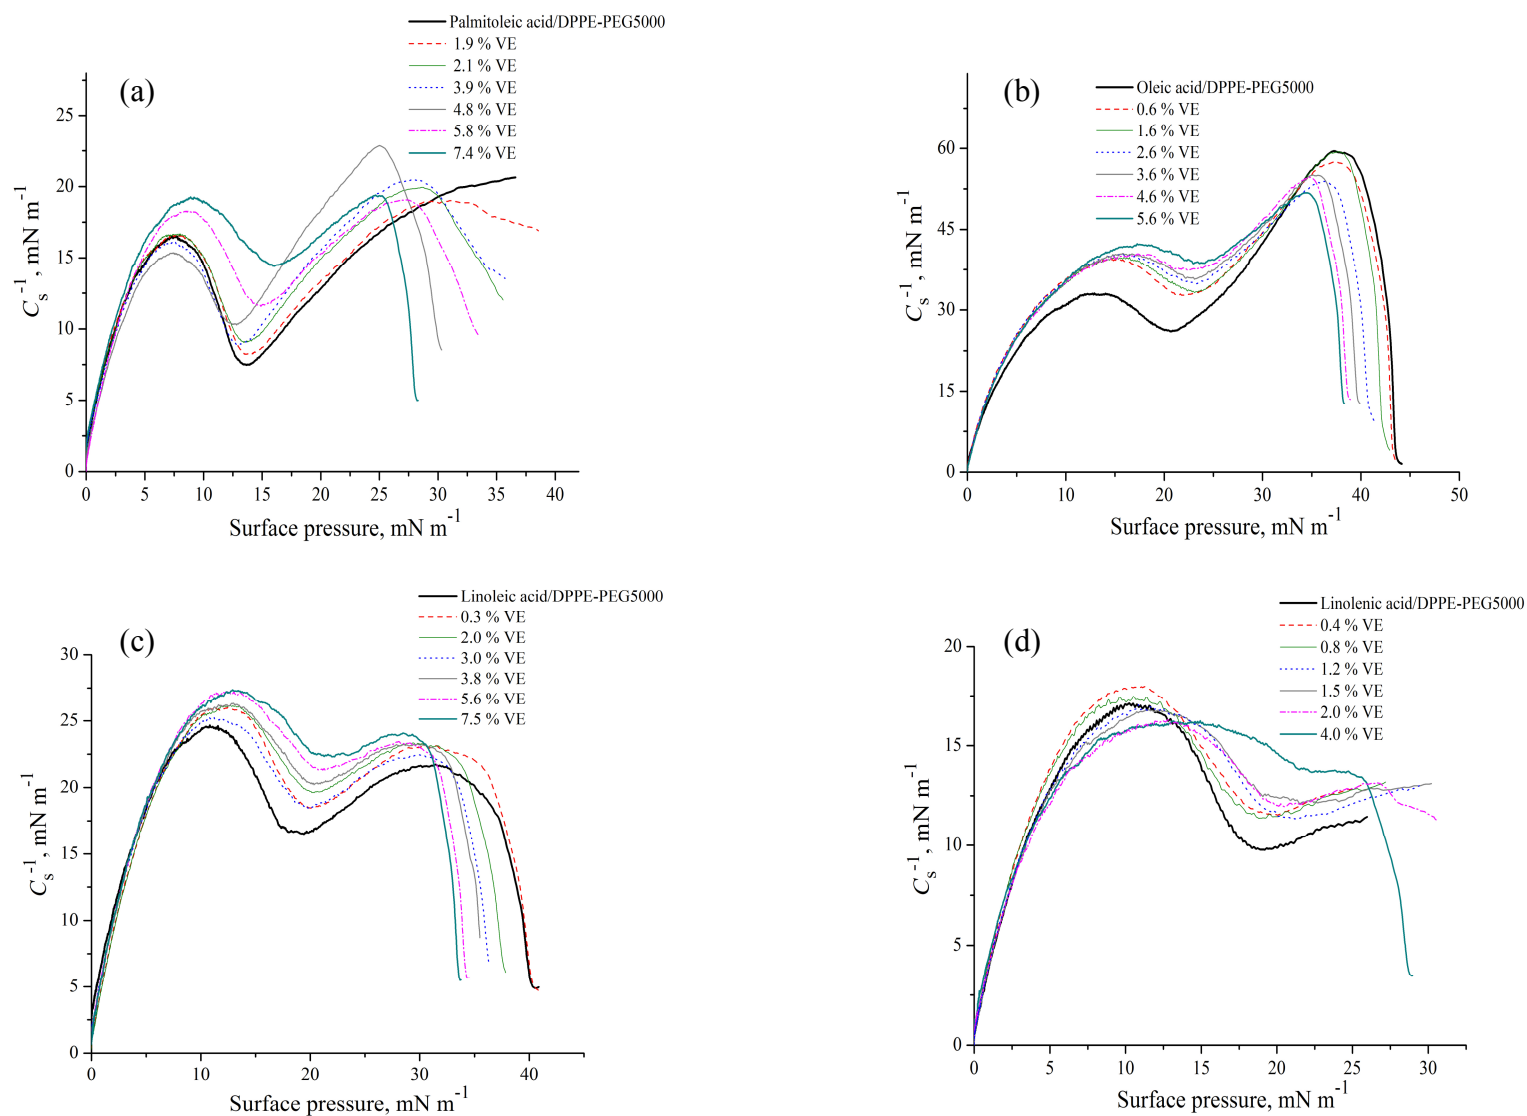 (a)
Palmitoleic acid/DPPE-PEG5000
1.9 % VE
2.1 % VE
3.9 % VE
4.8 % VE
5.8 % VE
7.4 % VE
25
20
15
10
5
0
C_s^-1, mN m^-1
0 5 10 15 20 25 30 35 40
Surface pressure, mN m^-1
(b)
Oleic acid/DPPE-PEG5000
0.6 % VE
1.6 % VE
2.6 % VE
3.6 % VE
4.6 % VE
5.6 % VE
60
45
30
15
0
C_s^-1, mN m^-1
0 10 20 30 40 50
Surface pressure, mN m^-1
(c)
Linoleic acid/DPPE-PEG5000
0.3 % VE
2.0 % VE
3.0 % VE
3.8 % VE
5.6 % VE
7.5 % VE
30
25
20
15
10
5
0
C_s^-1, mN m^-1
0 10 20 30 40
Surface pressure, mN m^-1
(d)
Linolenic acid/DPPE-PEG5000
0.4 % VE
0.8 % VE
1.2 % VE
1.5 % VE
2.0 % VE
4.0 % VE
20
15
10
5
0
C_s^-1, mN m^-1
0 5 10 15 20 25 30
Surface pressure, mN m^-1